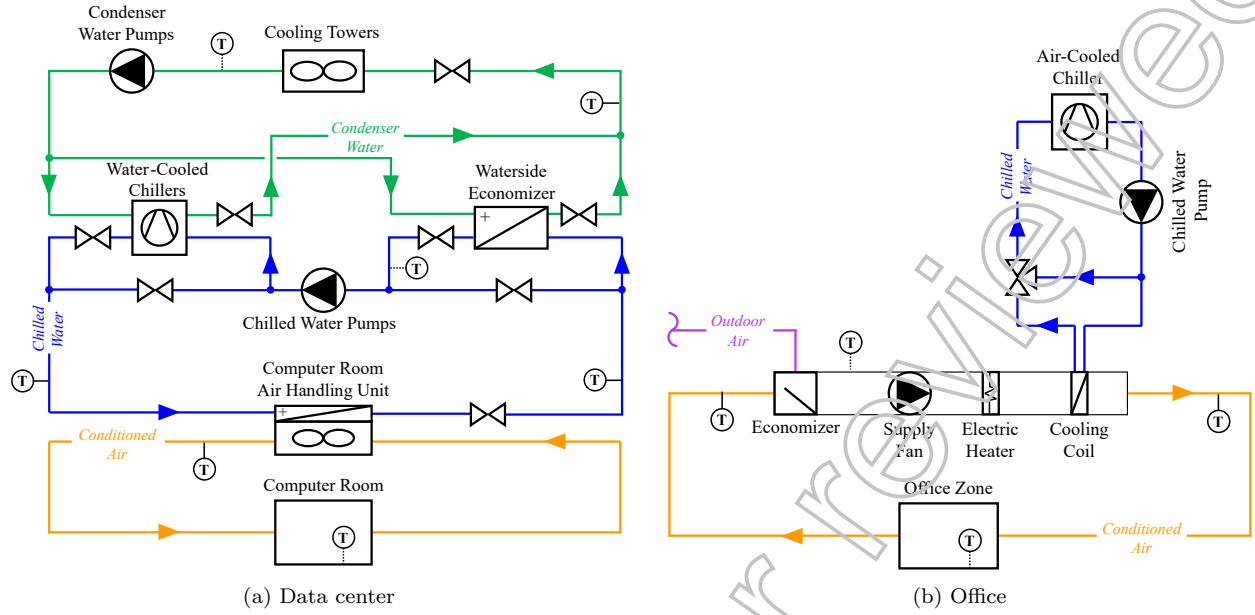 Condenser
Water Pumps
T
Cooling Towers
T
Condenser
Water
Water-Cooled
Chillers
Waterside
Economizer
+
T
Chilled Water Pumps
Chilled
Water
T
T
Computer Room
Air Handling Unit
+
Conditioned
Air
T
Computer Room
T
(a) Data center
Air-Cooled
Chiller
Chilled
Water
Chilled Water
Pump
Outdoor
Air
T
T
T
Economizer
Supply
Fan
Electric
Heater
Cooling
Coil
Office Zone
T
Conditioned
Air
(b) Office
r reviewed